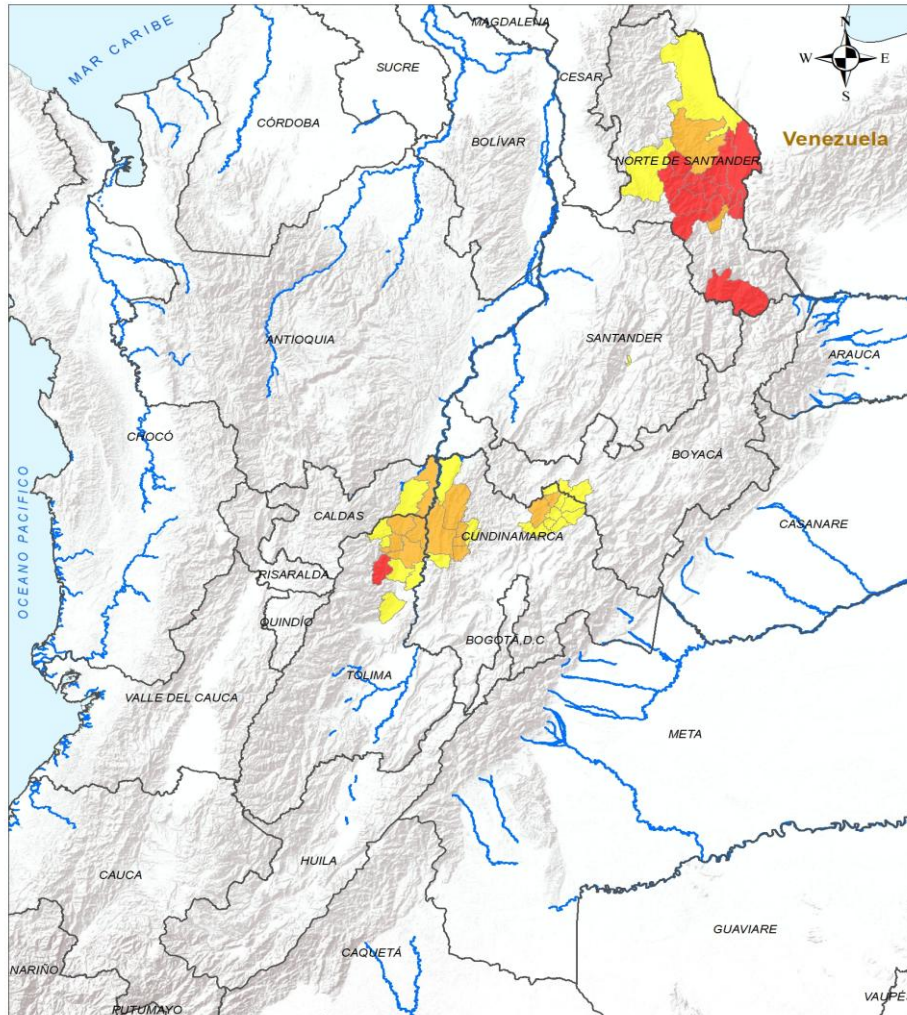 MAGDALENA
N
MAR CARIBE
W
E
SUCRE
CESAR
S
CÓRDOBA
BOLÍVAR
Venezuela
NORTE DE SANTANDER
ANTIOQUIA
SANTANDER
ARAUCA
CHOCÓ
BOYACÁ
CALDAS
CASANARE
CUNDINAMARCA
OCEANO PACIFICO
RISARALDA
QUINDÍO
BOGOTÁ, D.C
TOLIMA
VALLE DEL CAUCA
META
HUILA
CAUCA
GUAVIARE
CAQUETÁ
NARIÑO
VAUPÉS
PUTUMAYO